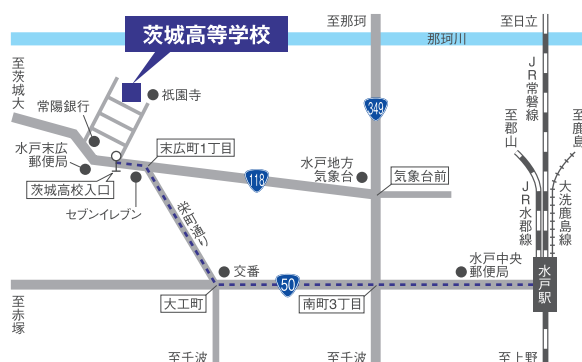 茨城高等学校
至那珂
至日立
那珂川
至茨城大
JR常磐線
至郡山
至鹿島
常陽銀行
祇園寺
349
水戸末広
郵便局
末広町1丁目
茨城高校入口
セブンイレブン
118
水戸地方
気象台
気象台前
JR水郡線
大洗鹿島線
栄町通り
交番
大工町
50
南町3丁目
水戸中央
郵便局
水戸駅
至赤塚
至千波
至千波
至上野